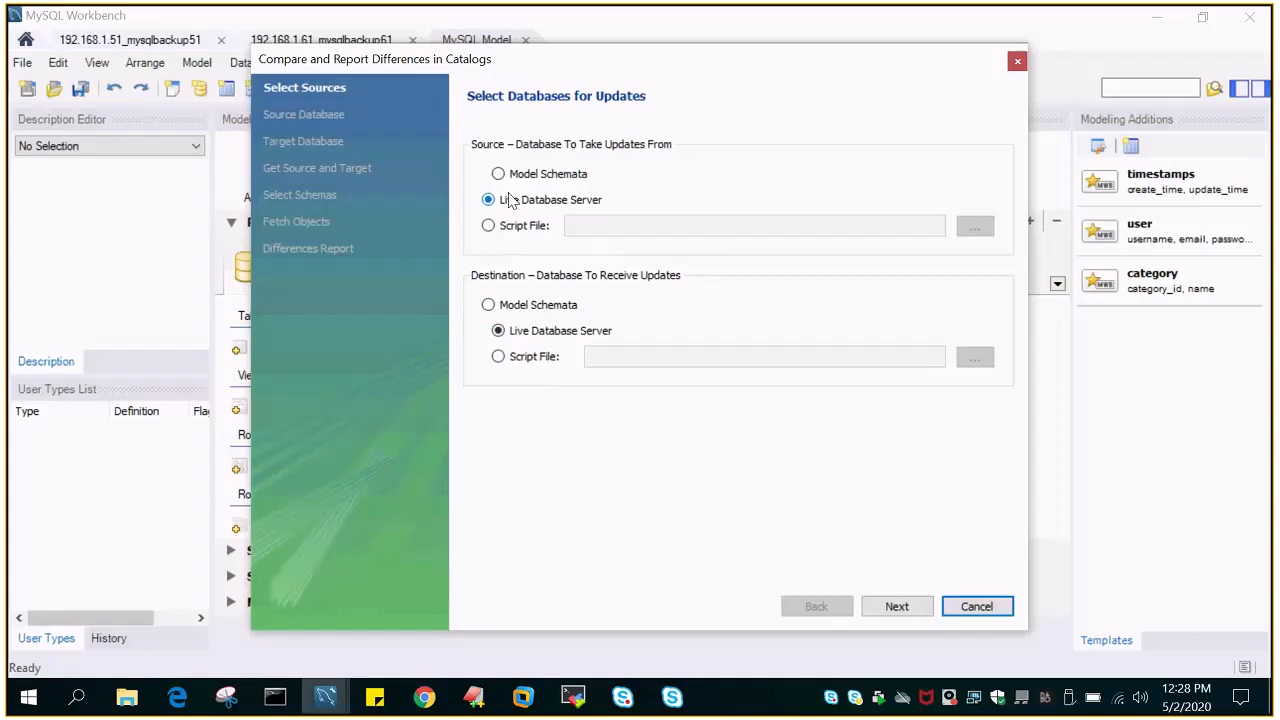 MySQL Workbench
192.168.1.51_mysqlbackup51 192.168.1.61_mysqlbackup61 MySQL Model
File Edit View Arrange Model Data
Compare and Report Differences in Catalogs
Description Editor
No Selection
Description
User Types List
Type Definition Flag
User Types History
Ready
Select Sources
Source Database
Target Database
Get Source and Target
Select Schemas
Fetch Objects
Differences Report
Select Databases for Updates
Source – Database To Take Updates From
Model Schemata
Live Database Server
Script File: ...
Destination – Database To Receive Updates
Model Schemata
Live Database Server
Script File: ...
Back Next Cancel
Modeling Additions
timestamps
create_time, update_time
user
username, email, passwo...
category
category_id, name
Templates
12:28 PM
5/2/2020